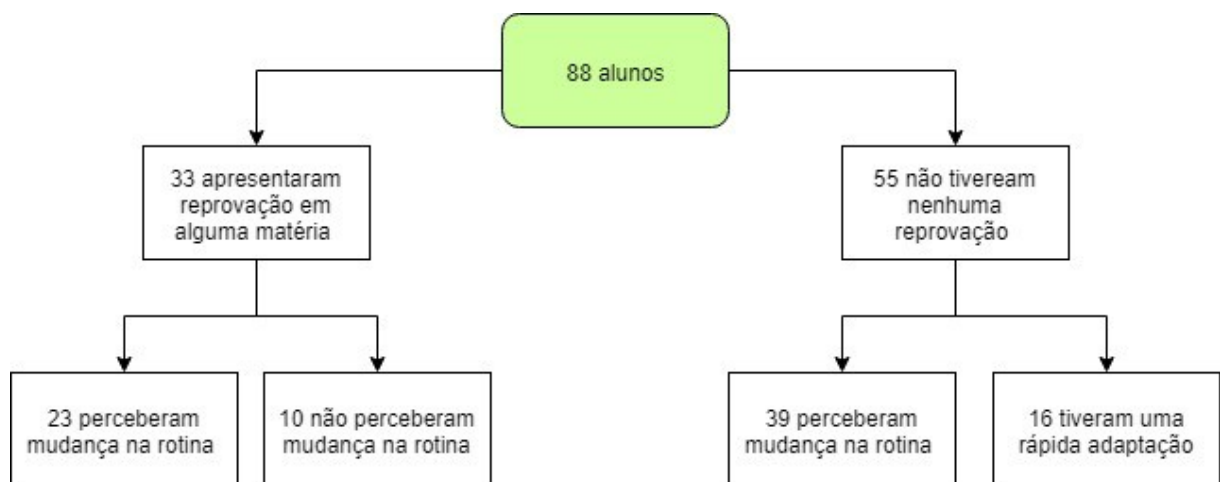 88 alunos
33 apresentaram
reprovação em
alguma matéria
55 não tiveream
nenhuma
reprovação
23 perceberam
mudança na rotina
10 não perceberam
mudança na rotina
39 perceberam
mudança na rotina
16 tiveram uma
rápida adaptação